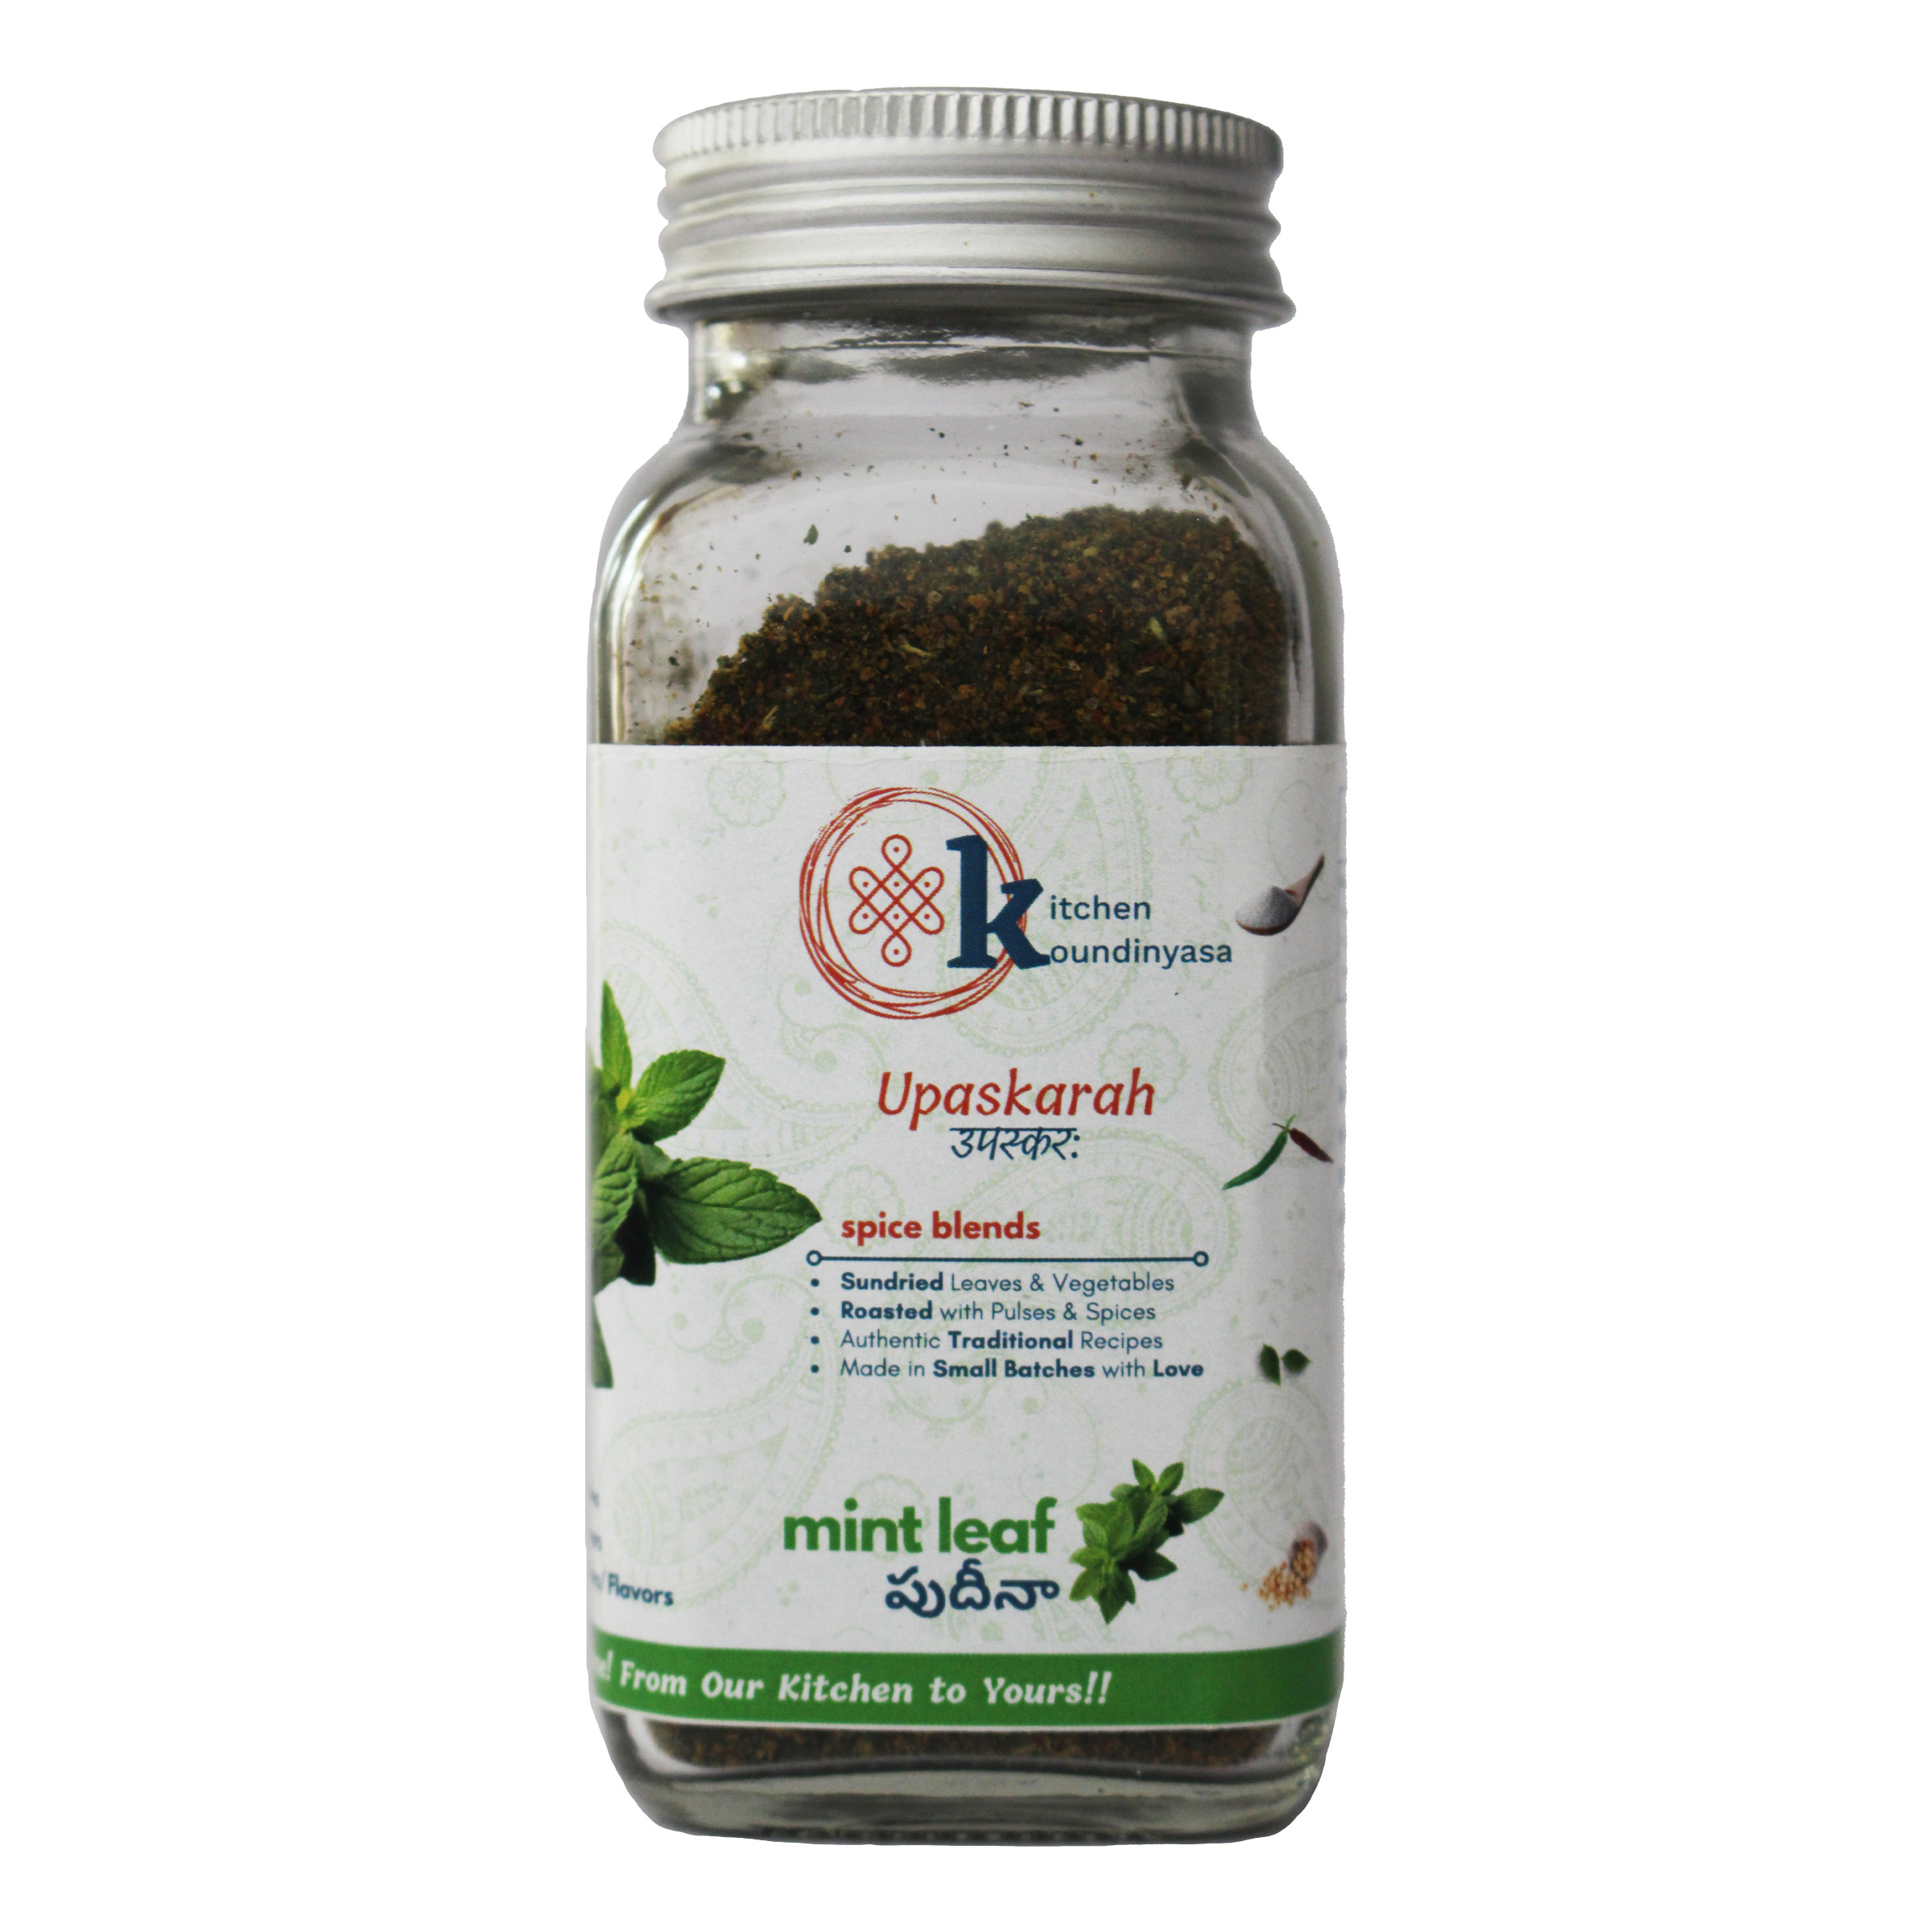 kitchen
koundinyasa
Upaskarah
उपस्करः
spice blends
• Sundried Leaves & Vegetables
• Roasted with Pulses & Spices
• Authentic Traditional Recipes
• Made in Small Batches with Love
mint leaf
పుదీనా
Flavors
From Our Kitchen to Yours!!